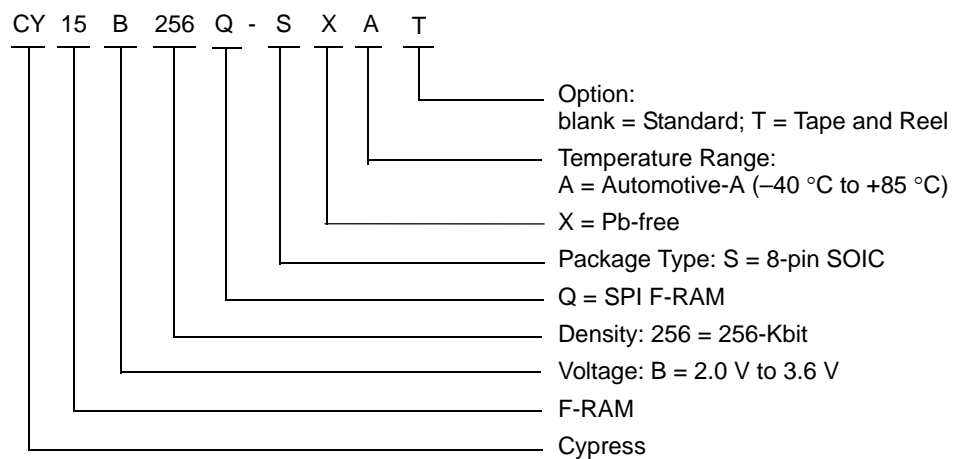 CY 15 B 256 Q - S X A T
Option:
blank = Standard; T = Tape and Reel
Temperature Range:
A = Automotive-A (–40 °C to +85 °C)
X = Pb-free
Package Type: S = 8-pin SOIC
Q = SPI F-RAM
Density: 256 = 256-Kbit
Voltage: B = 2.0 V to 3.6 V
F-RAM
Cypress